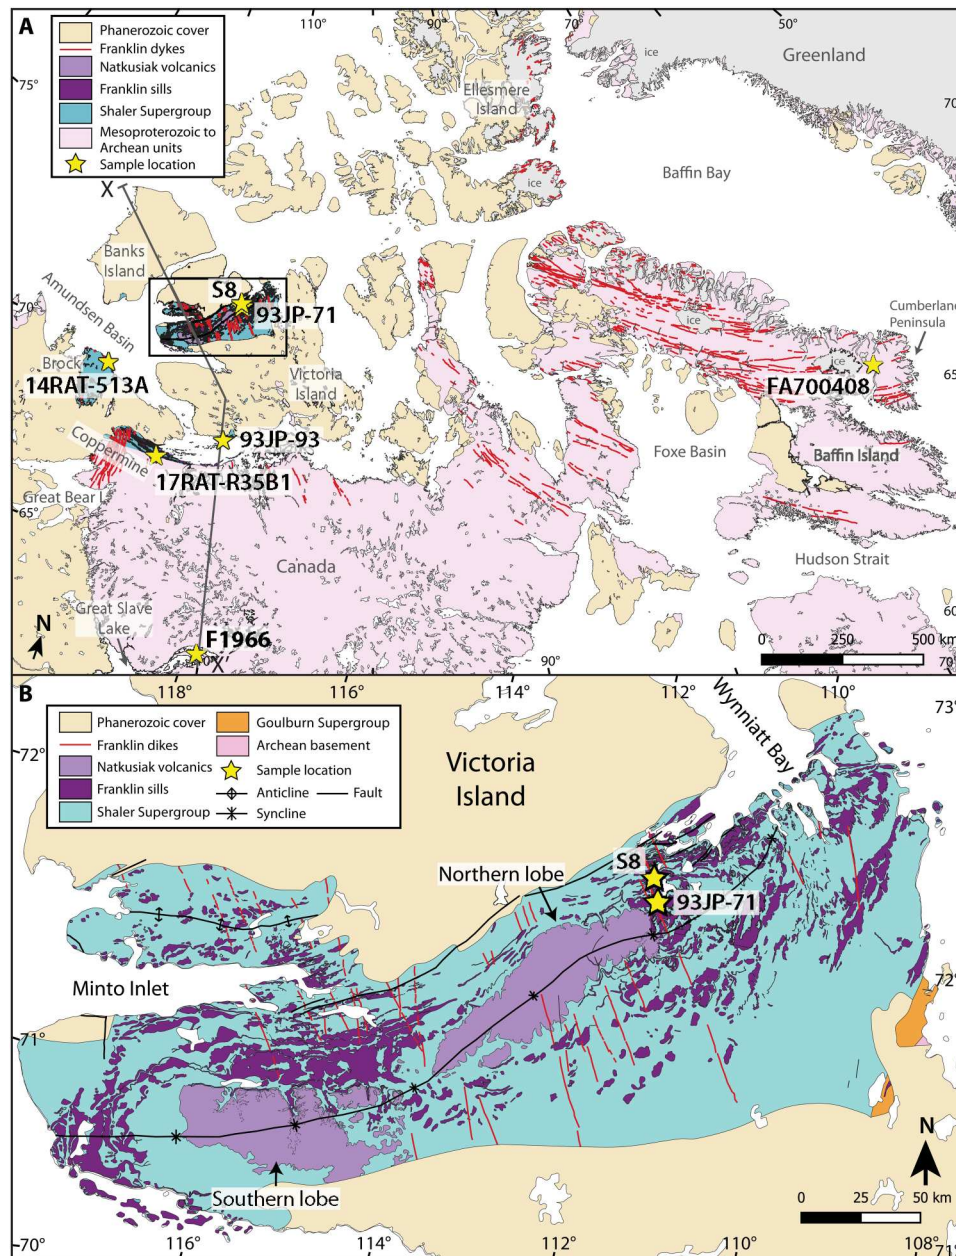 A
Phanerozoic cover
Franklin dykes
Natkusiak volcanics
Franklin sills
Shaler Supergroup
Mesoproterozoic to
Archean units
Sample location
110°
90°
70°
50°
75°
70
ice
Greenland
Ellesmere
Island
ice
Baffin Bay
X
Banks
Island
Amundsen Basin
70°
S8
93JP-71
ice
Cumberland
Peninsula
Brock
14RAT-513A
Victoria
Island
ice
FA700408
65
93JP-93
Coppermine
17RAT-R35B1
Foxe Basin
Baffin Island
Great Bear L
65°
Canada
Hudson Strait
Great Slave
Lake
N
F1966
X'
60
0 250 500 km
90°
70°
B
118°
116°
114°
112°
110°
73°
Phanerozoic cover
Franklin dikes
Natkusiak volcanics
Franklin sills
Shaler Supergroup
Goulburn Supergroup
Archean basement
Sample location
Anticline
Fault
Syncline
72°
Victoria
Island
Wynniatt Bay
S8
Northern lobe
93JP-71
Minto Inlet
72°
71°
N
Southern lobe
0 25 50 km
70°
116°
114°
112°
110°
108°
71°